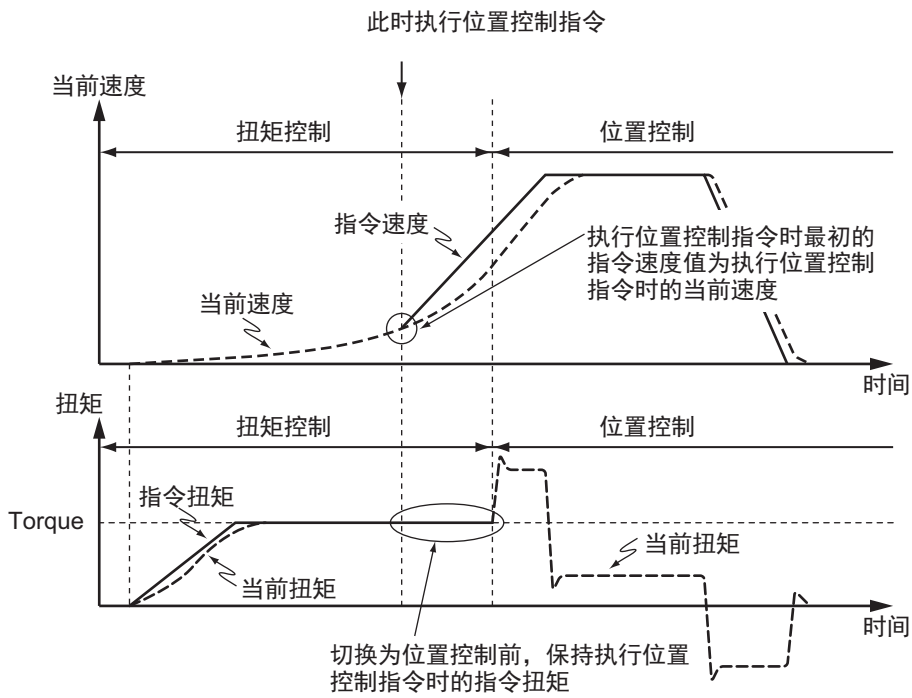 此时执行位置控制指令
当前速度
扭矩控制
位置控制
指令速度
执行位置控制指令时最初的
指令速度值为执行位置控制
指令时的当前速度
当前速度
时间
扭矩
扭矩控制
位置控制
指令扭矩
Torque
当前扭矩
当前扭矩
时间
切换为位置控制前，保持执行位置
控制指令时的指令扭矩